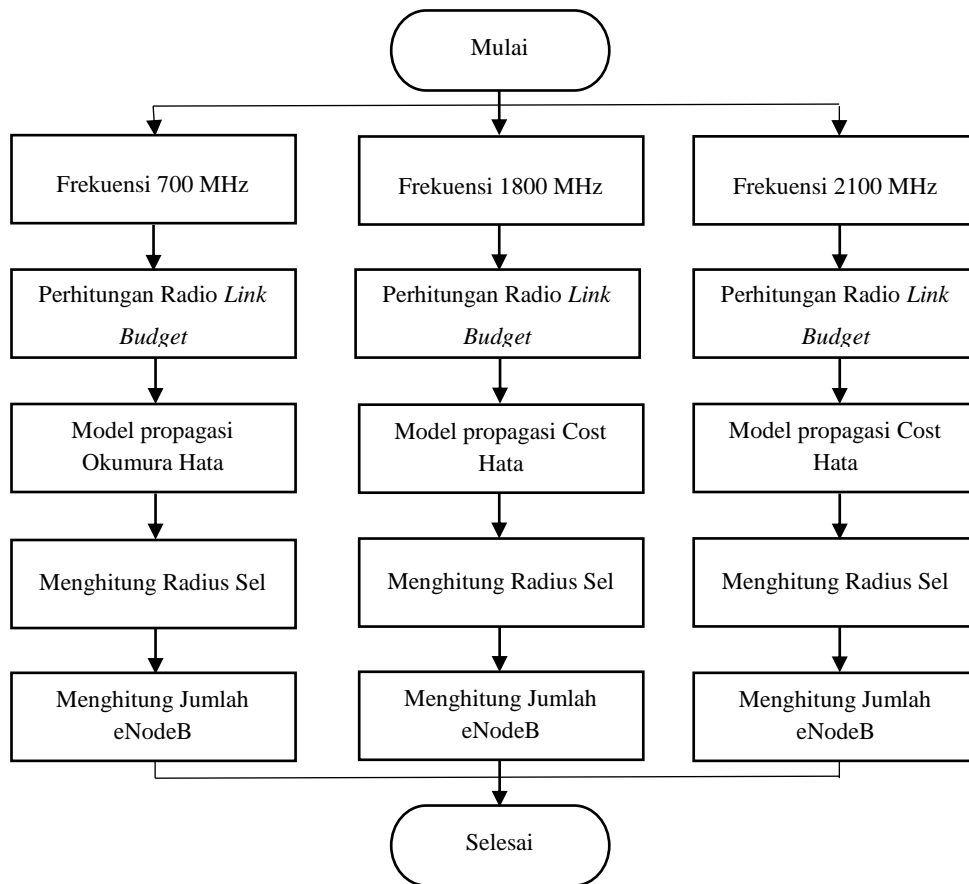 Mulai
Frekuensi 700 MHz
Frekuensi 1800 MHz
Frekuensi 2100 MHz
Perhitungan Radio Link
Budget
Perhitungan Radio Link
Budget
Perhitungan Radio Link
Budget
Model propagasi
Okumura Hata
Model propagasi Cost
Hata
Model propagasi Cost
Hata
Menghitung Radius Sel
Menghitung Radius Sel
Menghitung Radius Sel
Menghitung Jumlah
eNodeB
Menghitung Jumlah
eNodeB
Menghitung Jumlah
eNodeB
Selesai